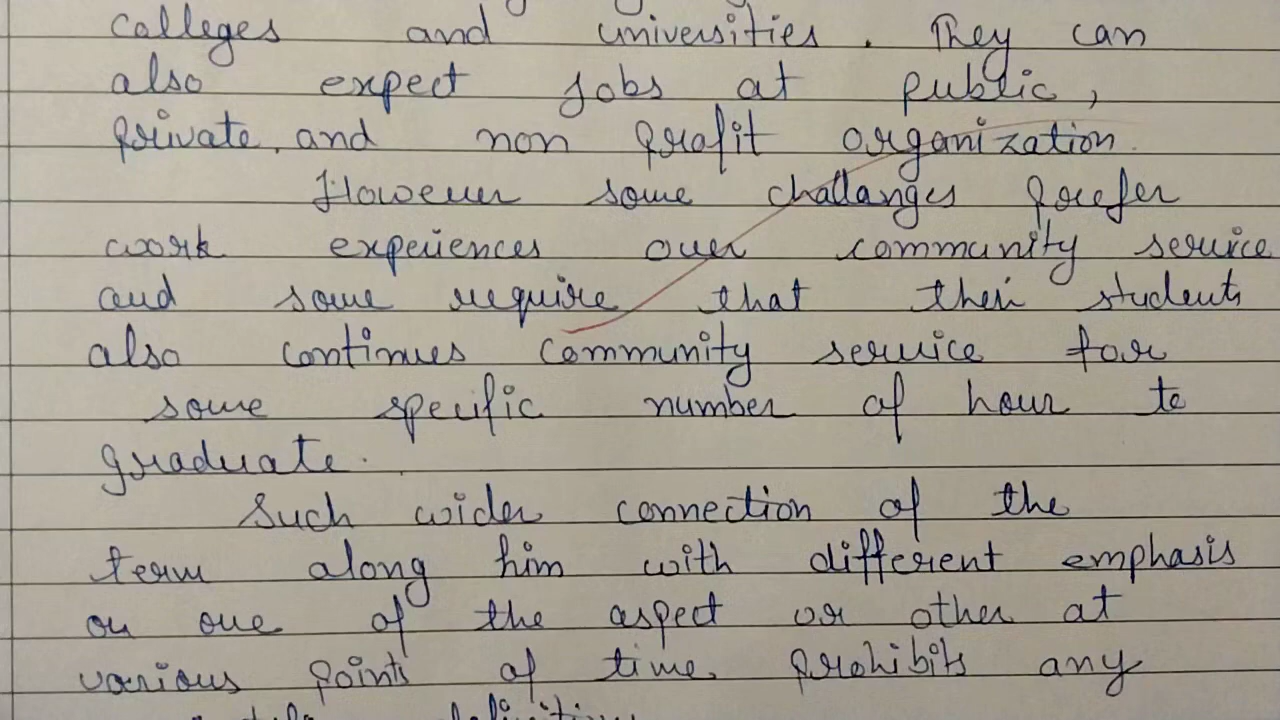 colleges and universities. They can
also expect jobs at public,
private, and non profit organization.
However some challanges prefer
work experiences over community service
and some require that their students
also continues community service for
some specific number of hour to
graduate.
Such wider connection of the
term along him with different emphasis
on one of the aspect or other at
various points of time prohibits any